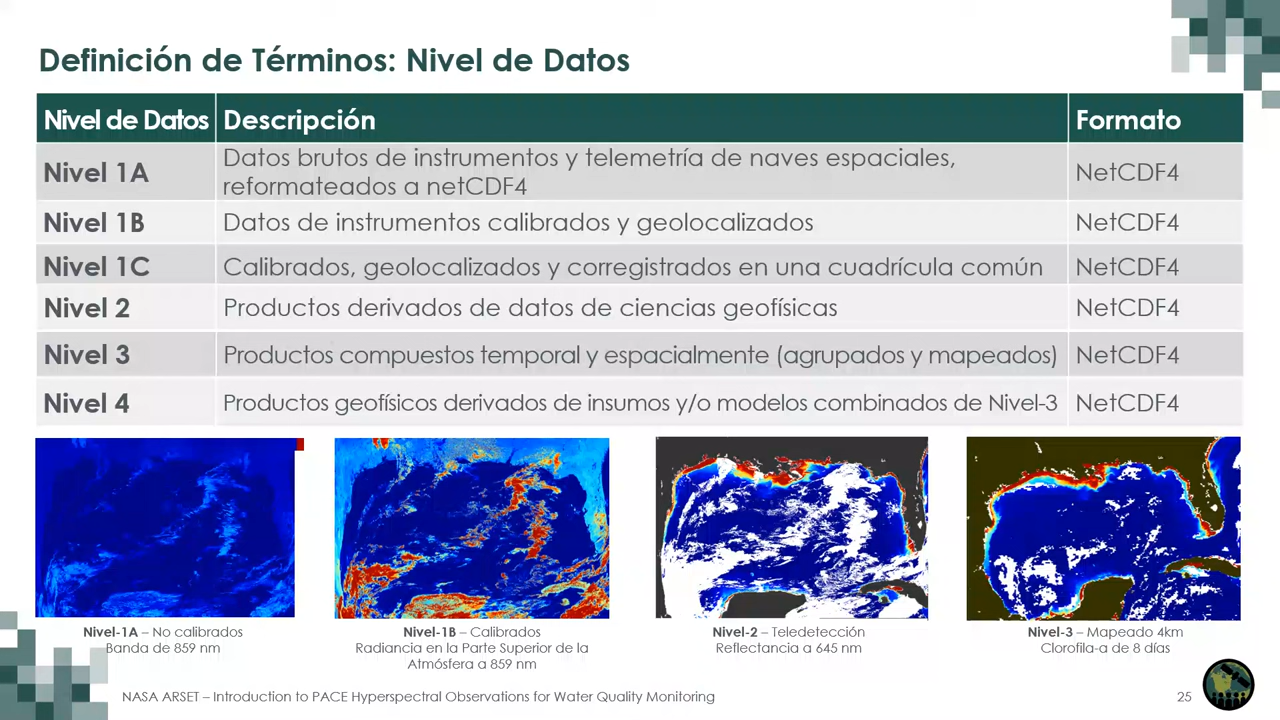 Definición de Términos: Nivel de Datos
Nivel de Datos Descripción Formato
Nivel 1A Datos brutos de instrumentos y telemetría de naves espaciales, NetCDF4
reformateados a netCDF4
Nivel 1B Datos de instrumentos calibrados y geolocalizados NetCDF4
Nivel 1C Calibrados, geolocalizados y corregistrados en una cuadrícula común NetCDF4
Nivel 2 Productos derivados de datos de ciencias geofísicas NetCDF4
Nivel 3 Productos compuestos temporal y espacialmente (agrupados y mapeados) NetCDF4
Nivel 4 Productos geofísicos derivados de insumos y/o modelos combinados de Nivel-3 NetCDF4
Nivel-1A – No calibrados
Banda de 859 nm
Nivel-1B – Calibrados
Radiancia en la Parte Superior de la
Atmósfera a 859 nm
Nivel-2 – Teledetección
Reflectancia a 645 nm
Nivel-3 – Mapeado 4km
Clorofila-a de 8 días
NASA ARSET – Introduction to PACE Hyperspectral Observations for Water Quality Monitoring 25